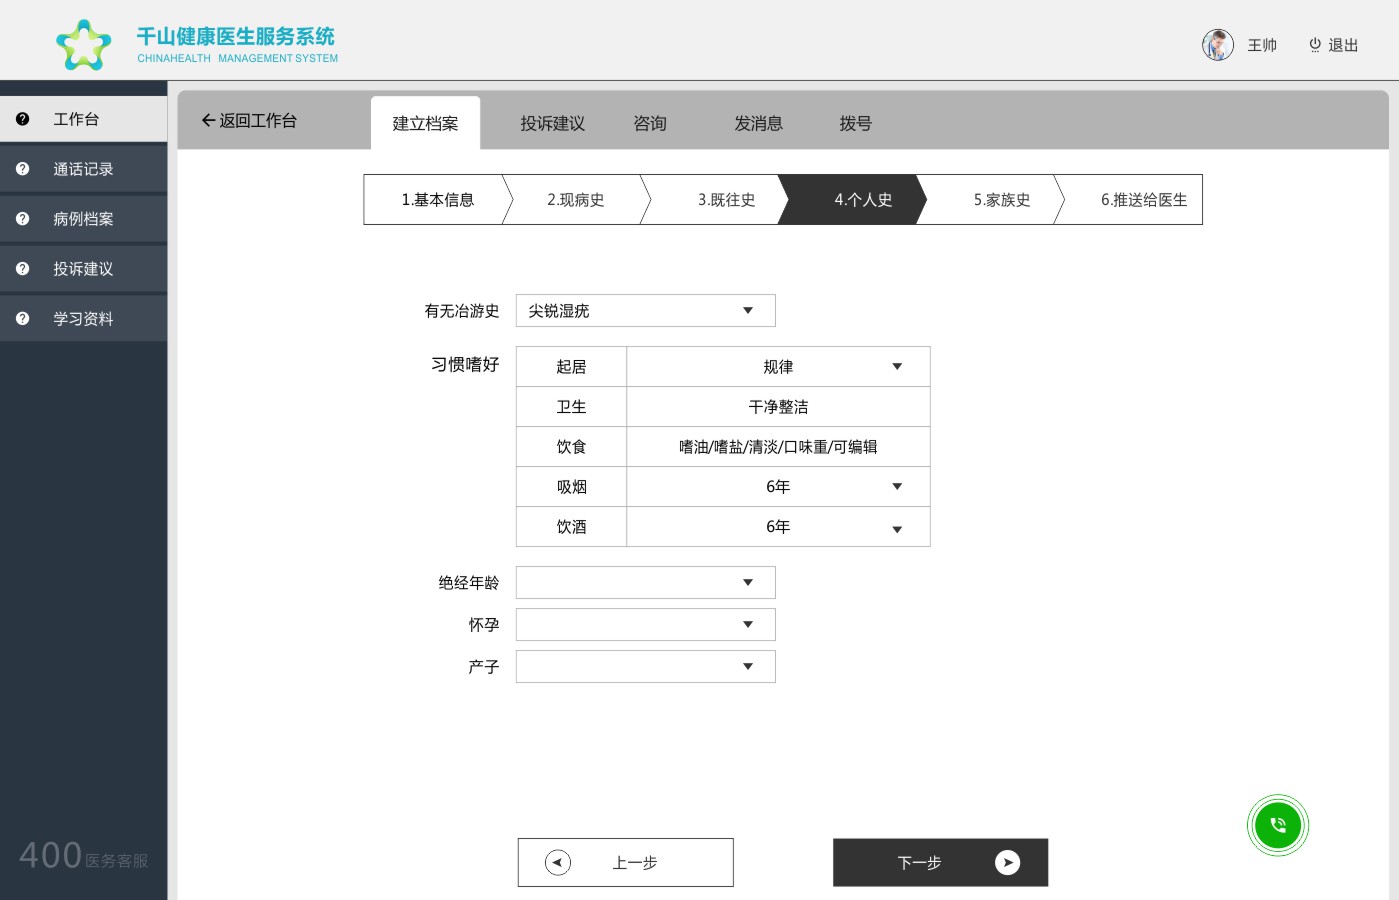 千山健康医生服务系统
CHINAHEALTH MANAGEMENT SYSTEM
王帅 退出
工作台
通话记录
病例档案
投诉建议
学习资料
400医务客服
返回工作台 建立档案 投诉建议 咨询 发消息 拨号
1.基本信息 2.现病史 3.既往史 4.个人史 5.家族史 6.推送给医生
有无冶游史 尖锐湿疣
习惯嗜好 起居 规律
卫生 干净整洁
饮食 嗜油/嗜盐/清淡/口味重/可编辑
吸烟 6年
饮酒 6年
绝经年龄
怀孕
产子
上一步 下一步